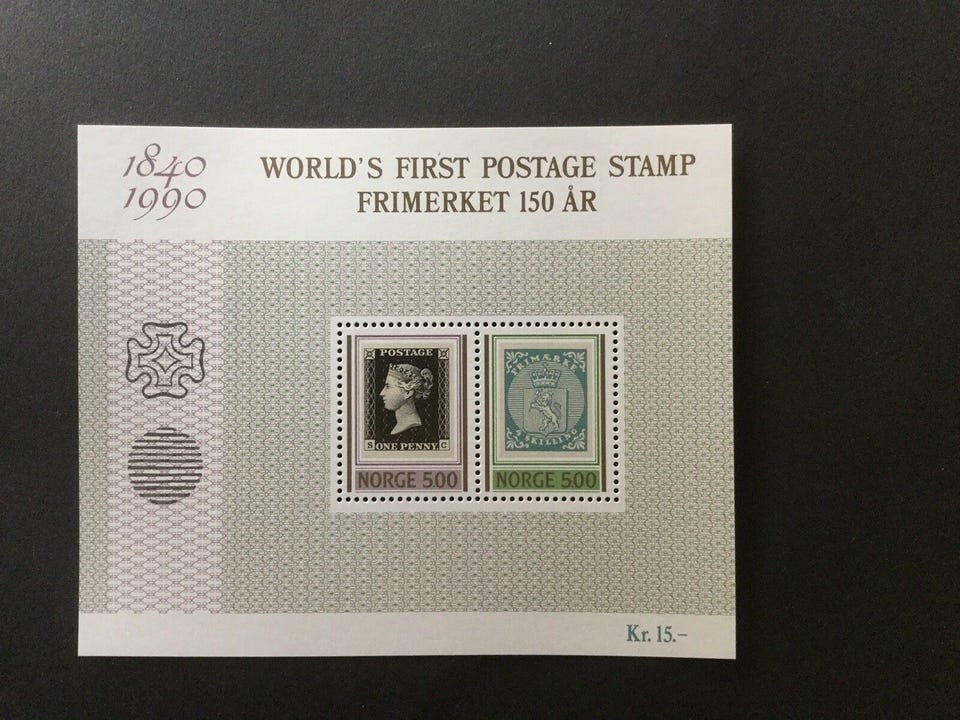 1840
1990
WORLD'S FIRST POSTAGE STAMP
FRIMERKET 150 ÅR
POSTAGE
S ONE PENNY C
NORGE 5.00
FRIMÆRKE
4 SKILLING
NORGE 5.00
Kr. 15.-